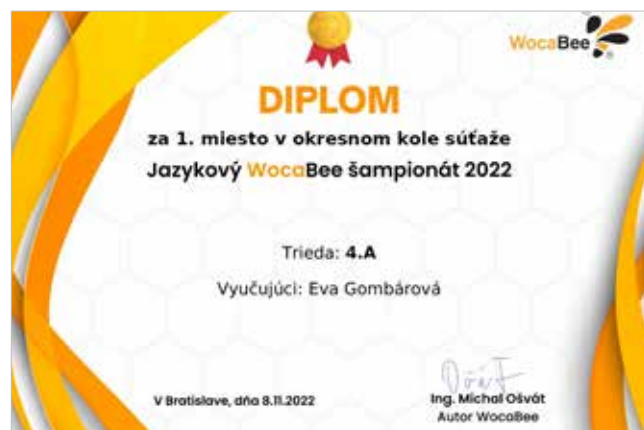 WocaBee
DIPLOM
za 1. miesto v okresnom kole súťaže
Jazykový WocaBee šampionát 2022
Trieda: 4.A
Vyučujúci: Eva Gombárová
V Bratislave, dňa 8.11.2022
Ing. Michal Ošvát
Autor WocaBee